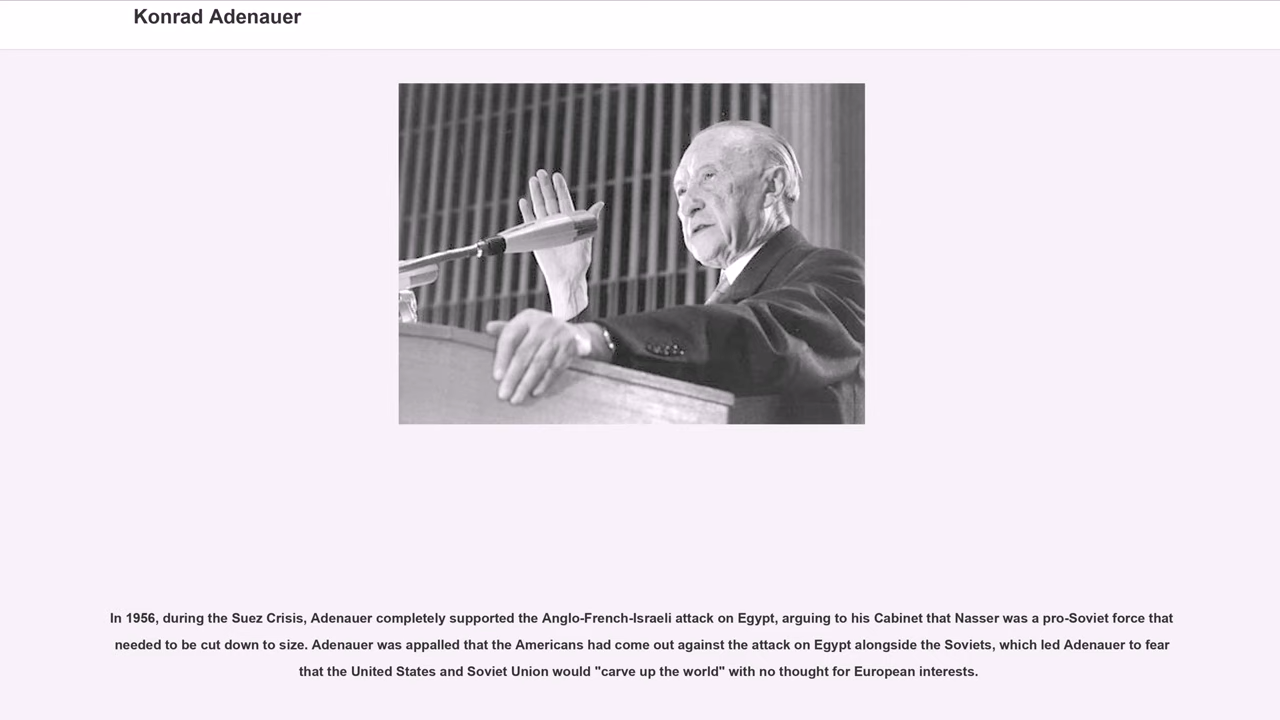 Konrad Adenauer
In 1956, during the Suez Crisis, Adenauer completely supported the Anglo-French-Israeli attack on Egypt, arguing to his Cabinet that Nasser was a pro-Soviet force that
needed to be cut down to size. Adenauer was appalled that the Americans had come out against the attack on Egypt alongside the Soviets, which led Adenauer to fear
that the United States and Soviet Union would "carve up the world" with no thought for European interests.